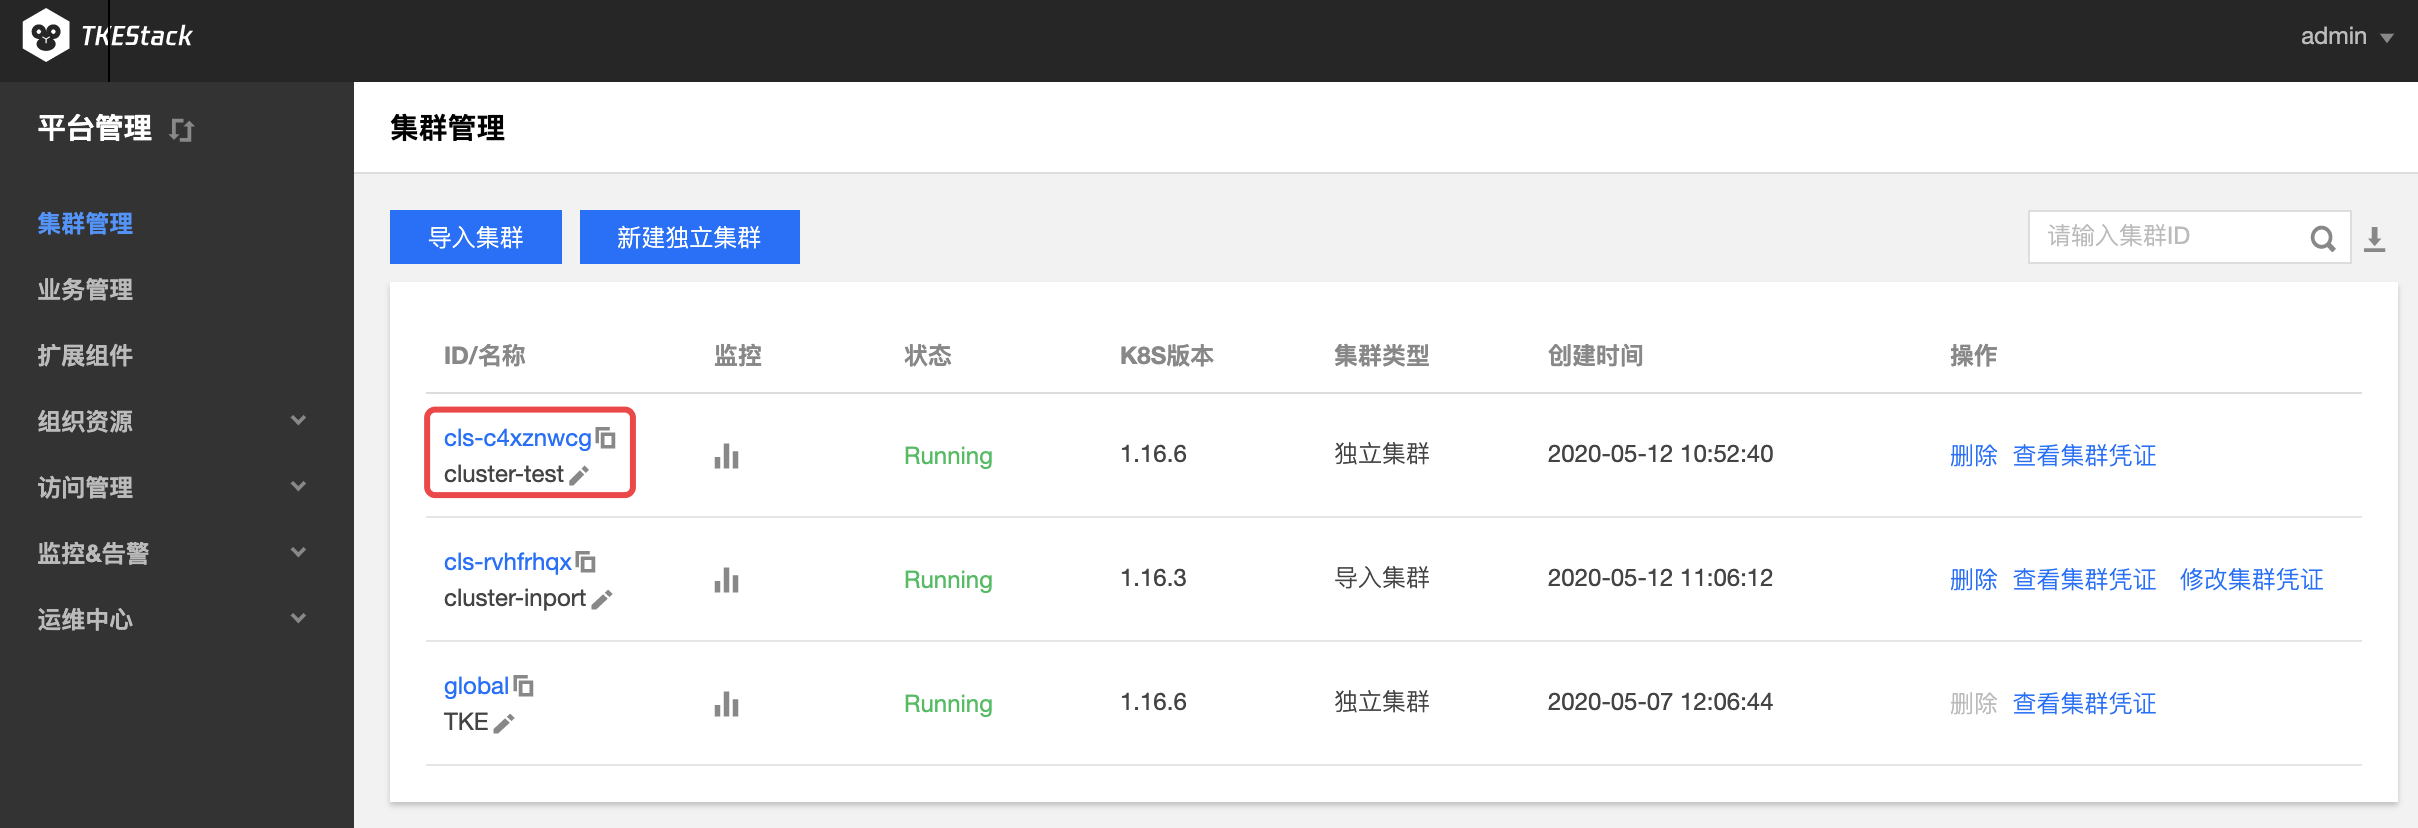 TKEStack
admin
平台管理
集群管理
业务管理
扩展组件
组织资源
访问管理
监控&告警
运维中心
集群管理
导入集群 新建独立集群 请输入集群ID
ID/名称 监控 状态 K8S版本 集群类型 创建时间 操作
cls-c4xznwcg
cluster-test
Running 1.16.6 独立集群 2020-05-12 10:52:40 删除 查看集群凭证
cls-rvhfrhqx
cluster-inport
Running 1.16.3 导入集群 2020-05-12 11:06:12 删除 查看集群凭证 修改集群凭证
global
TKE
Running 1.16.6 独立集群 2020-05-07 12:06:44 删除 查看集群凭证